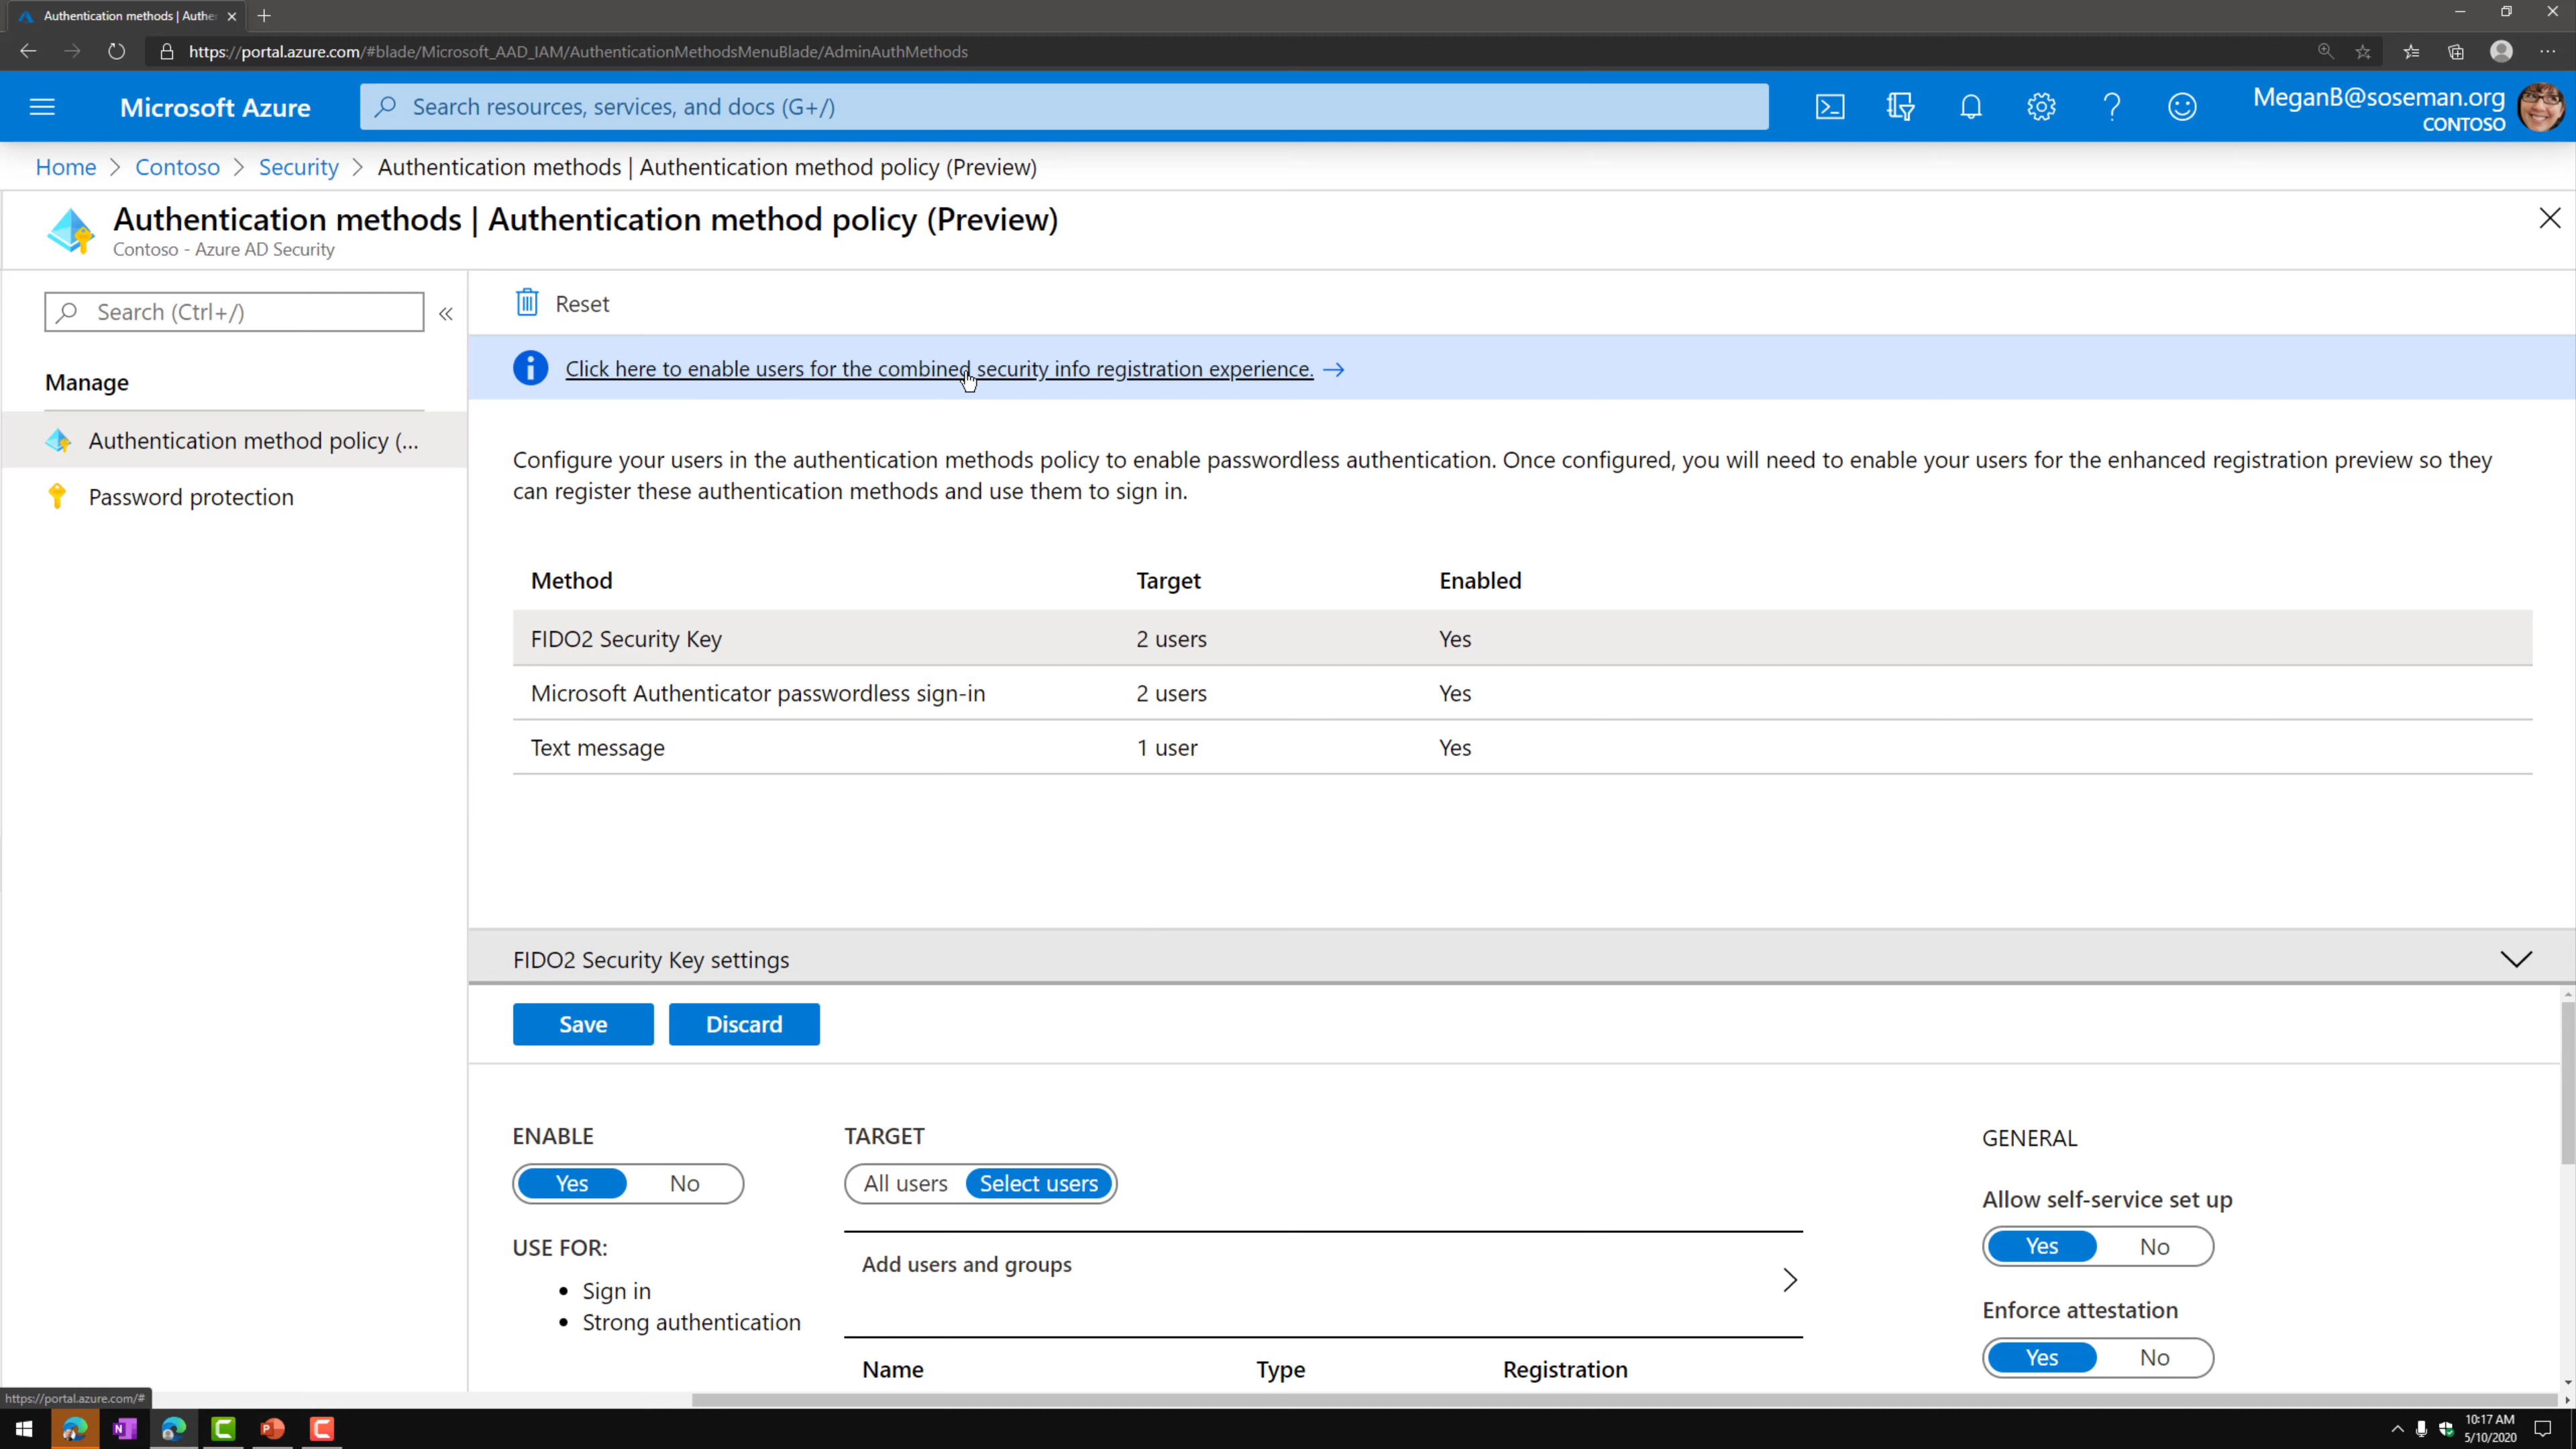 Authentication methods | Authe
https://portal.azure.com/#blade/Microsoft_AAD_IAM/AuthenticationMethodsMenuBlade/AdminAuthMethods
Microsoft Azure
Search resources, services, and docs (G+/)
MeganB@soseman.org
CONTOSO
Home > Contoso > Security > Authentication methods | Authentication method policy (Preview)
Authentication methods | Authentication method policy (Preview)
Contoso - Azure AD Security
Search (Ctrl+/)
«
Manage
Authentication method policy (...
Password protection
Reset
Click here to enable users for the combined security info registration experience. →
Configure your users in the authentication methods policy to enable passwordless authentication. Once configured, you will need to enable your users for the enhanced registration preview so they
can register these authentication methods and use them to sign in.
Method Target Enabled
FIDO2 Security Key 2 users Yes
Microsoft Authenticator passwordless sign-in 2 users Yes
Text message 1 user Yes
FIDO2 Security Key settings
Save Discard
ENABLE
Yes No
USE FOR:
• Sign in
• Strong authentication
TARGET
All users Select users
Add users and groups
Name Type Registration
GENERAL
Allow self-service set up
Yes No
Enforce attestation
Yes No
https://portal.azure.com/#
10:17 AM
5/10/2020